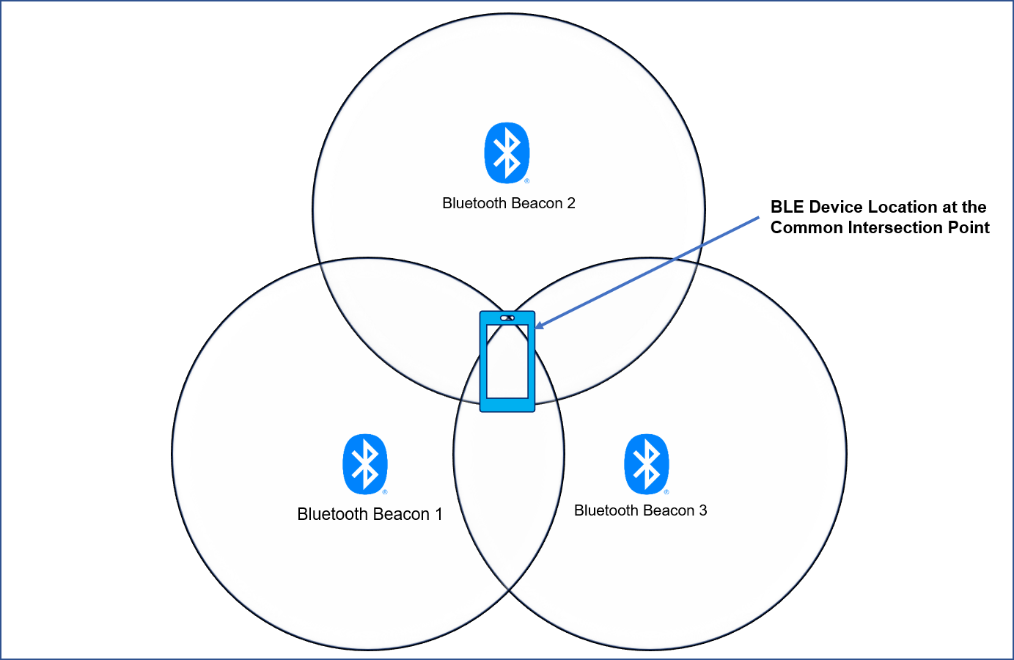 Bluetooth Beacon 2
BLE Device Location at the
Common Intersection Point
Bluetooth Beacon 1
Bluetooth Beacon 3